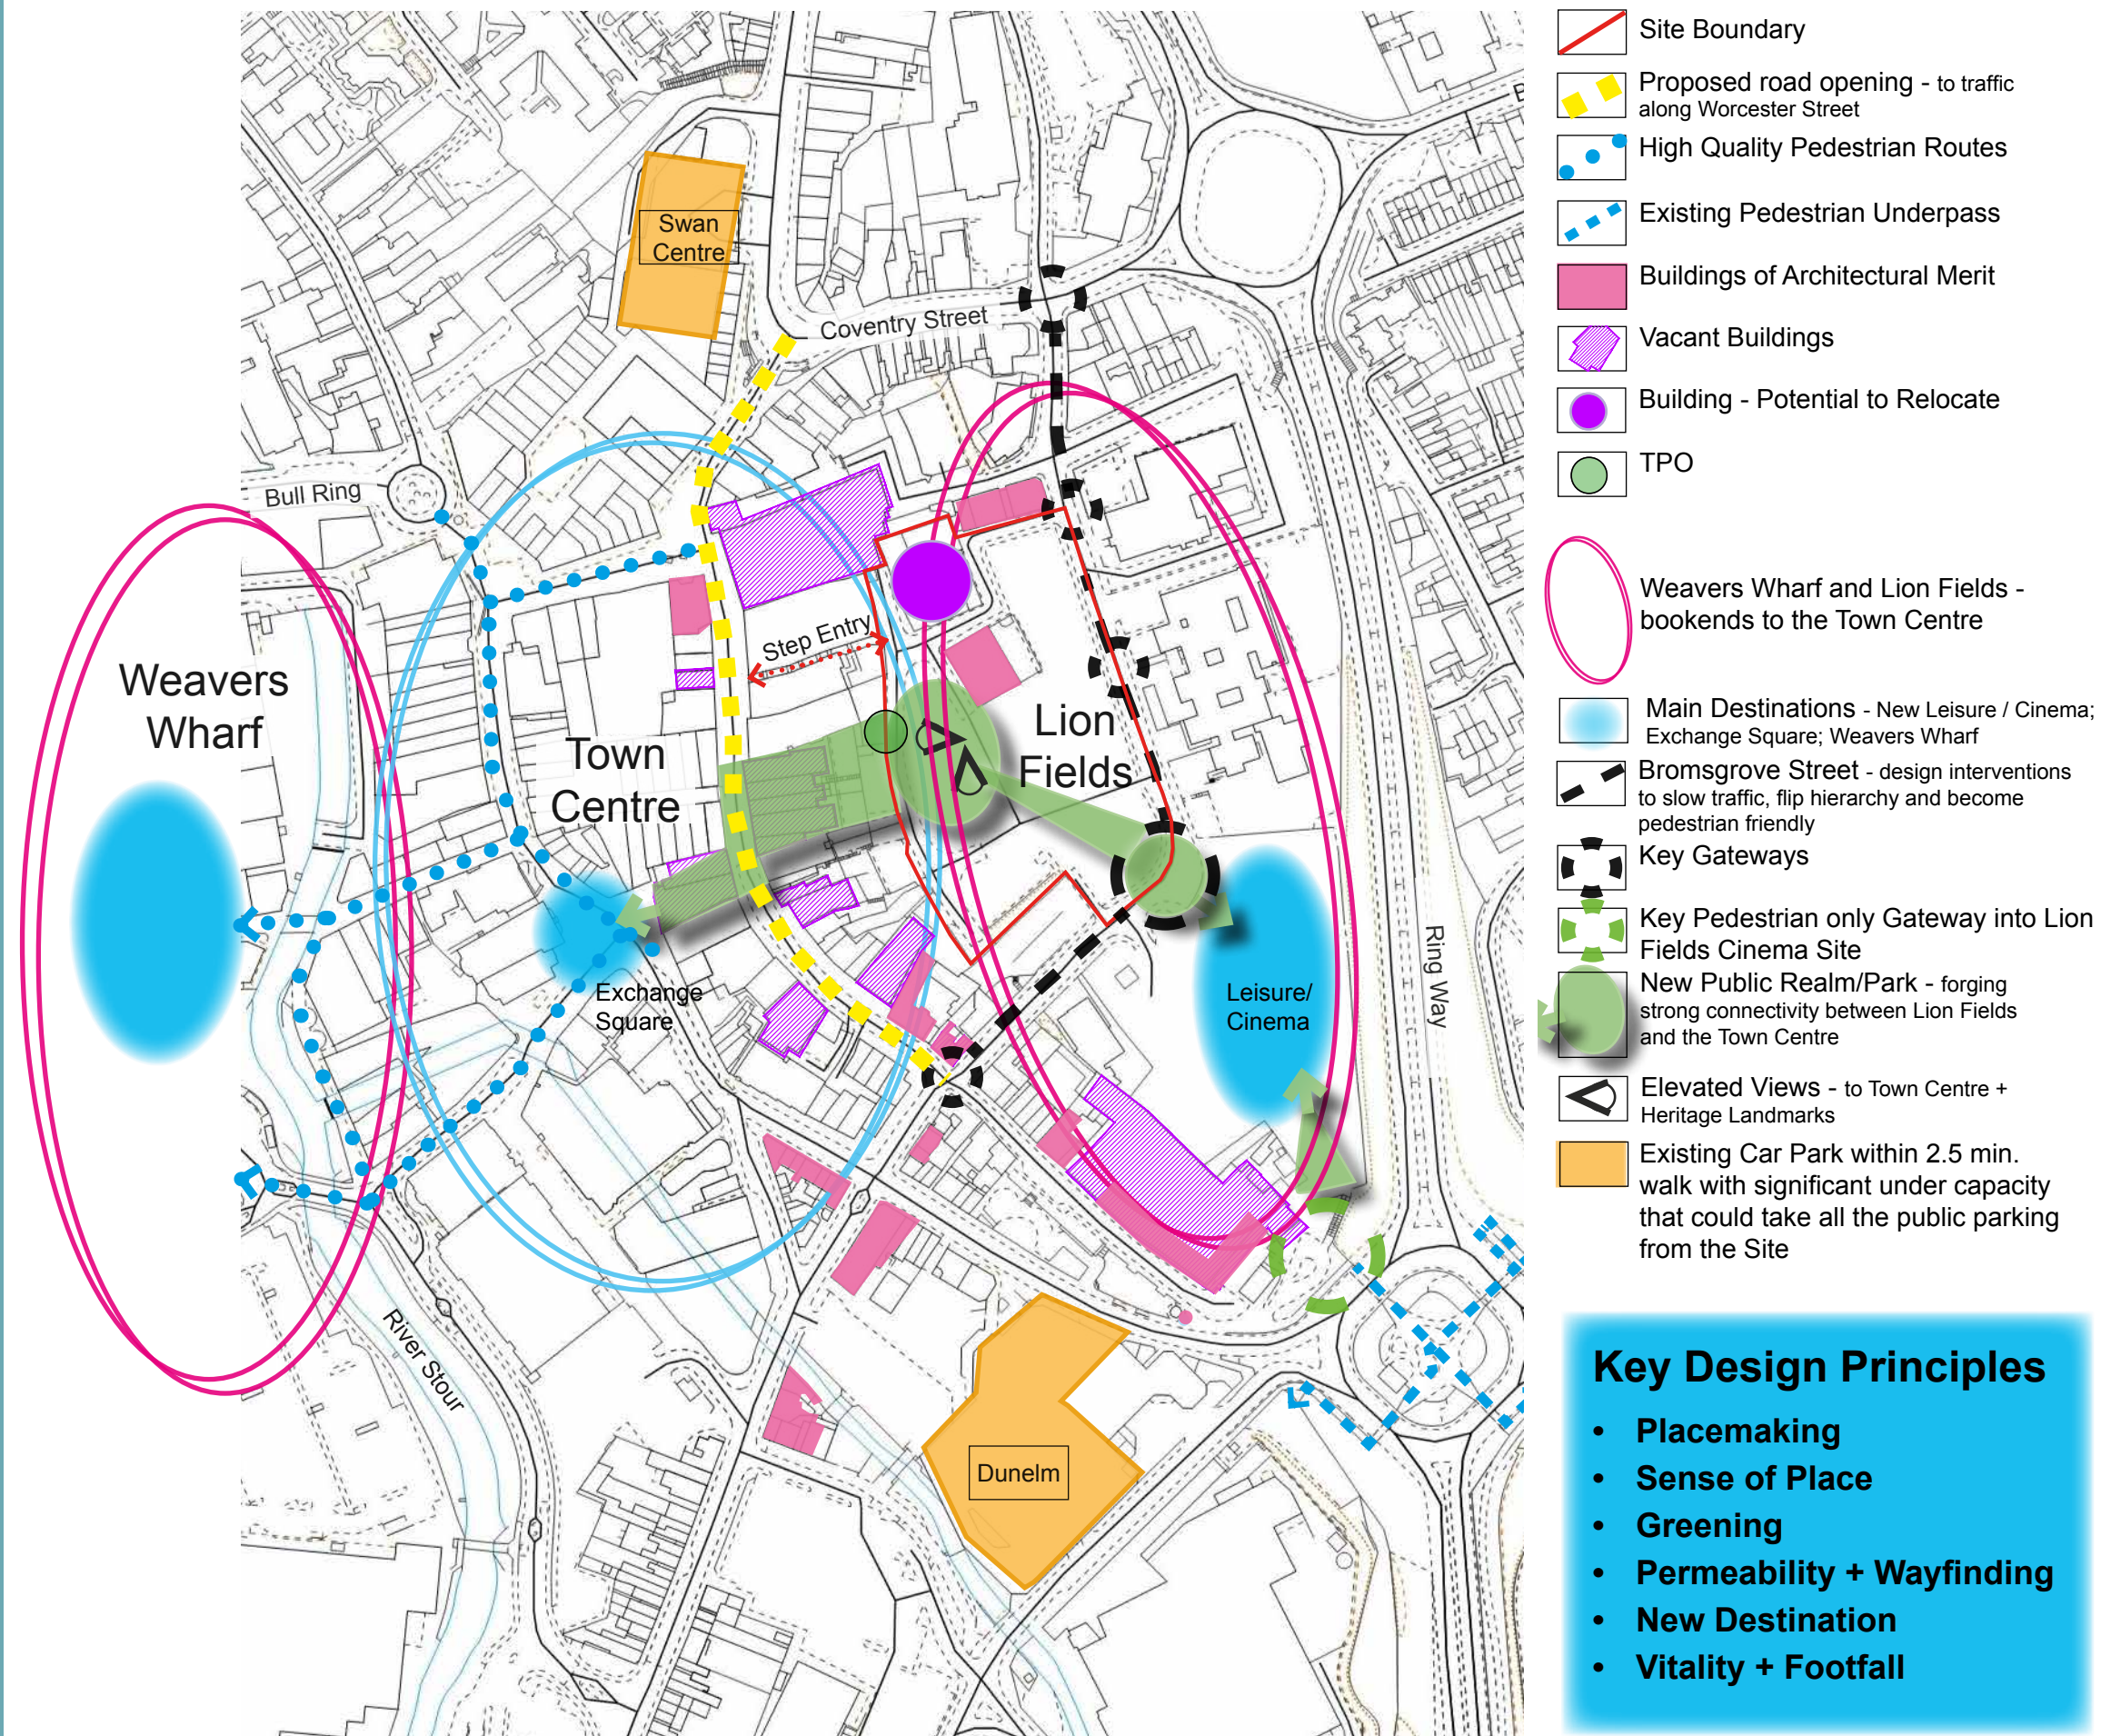 Swan
Centre
Coventry Street
Bull Ring
Step Entry
Weavers
Wharf
Town
Centre
Lion
Fields
Exchange
Square
Leisure/
Cinema
Ring Way
River Stour
Dunelm
Site Boundary
Proposed road opening - to traffic
along Worcester Street
High Quality Pedestrian Routes
Existing Pedestrian Underpass
Buildings of Architectural Merit
Vacant Buildings
Building - Potential to Relocate
TPO
Weavers Wharf and Lion Fields -
bookends to the Town Centre
Main Destinations - New Leisure / Cinema;
Exchange Square; Weavers Wharf
Bromsgrove Street - design interventions
to slow traffic, flip hierarchy and become
pedestrian friendly
Key Gateways
Key Pedestrian only Gateway into Lion
Fields Cinema Site
New Public Realm/Park - forging
strong connectivity between Lion Fields
and the Town Centre
Elevated Views - to Town Centre +
Heritage Landmarks
Existing Car Park within 2.5 min.
walk with significant under capacity
that could take all the public parking
from the Site
Key Design Principles
• Placemaking
• Sense of Place
• Greening
• Permeability + Wayfinding
• New Destination
• Vitality + Footfall